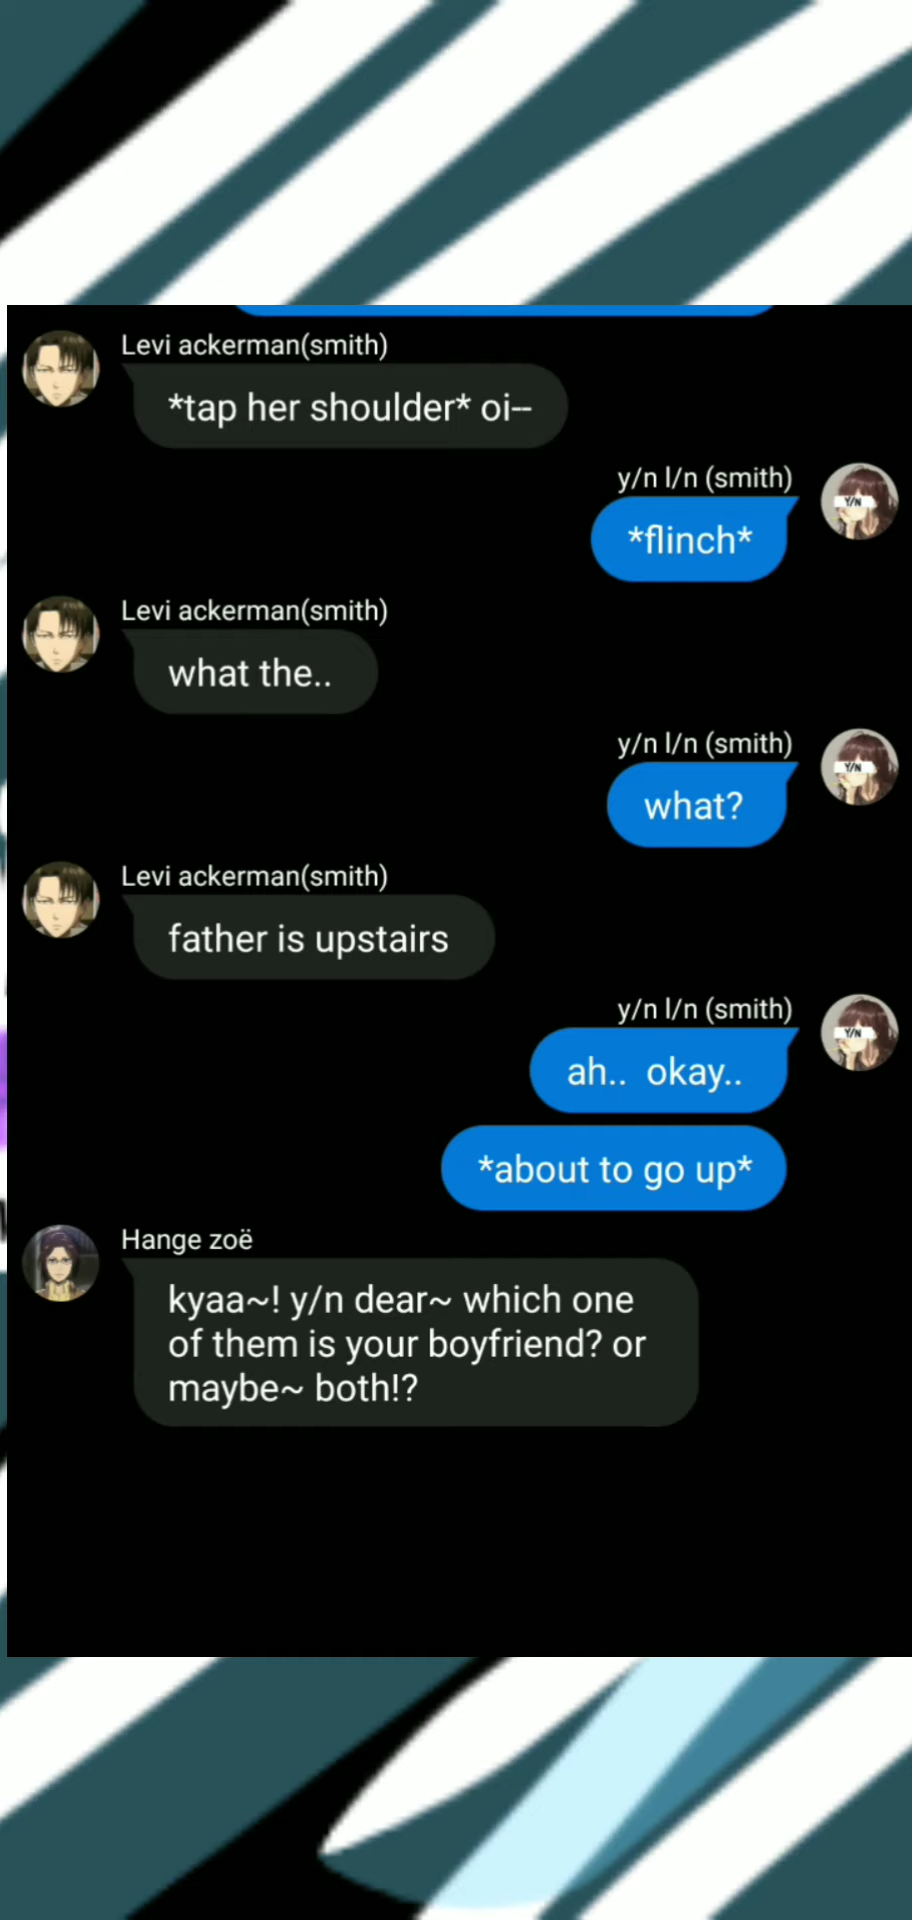 Levi ackerman(smith)
*tap her shoulder* oi--
y/n l/n (smith)
Y/N
*flinch*
Levi ackerman(smith)
what the..
y/n l/n (smith)
Y/N
what?
Levi ackerman(smith)
father is upstairs
y/n l/n (smith)
Y/N
ah..  okay..
*about to go up*
Hange zoë
kyaa~! y/n dear~ which one
of them is your boyfriend? or
maybe~ both!?